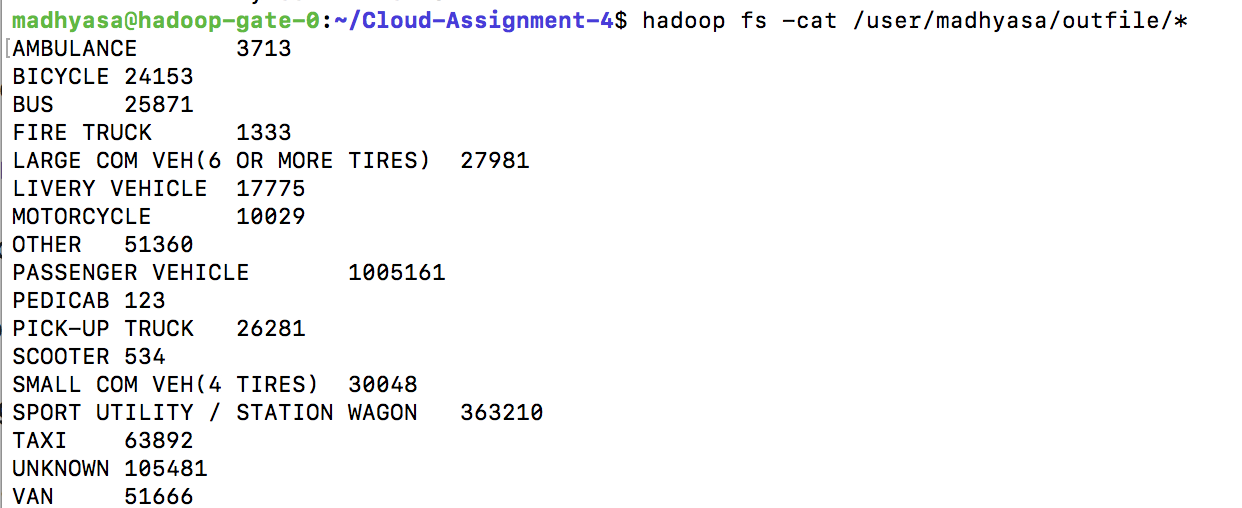 madhyasa@hadoop-gate-0:~/Cloud-Assignment-4$ hadoop fs -cat /user/madhyasa/outfile/*
[AMBULANCE 3713
BICYCLE 24153
BUS 25871
FIRE TRUCK 1333
LARGE COM VEH(6 OR MORE TIRES) 27981
LIVERY VEHICLE 17775
MOTORCYCLE 10029
OTHER 51360
PASSENGER VEHICLE 1005161
PEDICAB 123
PICK-UP TRUCK 26281
SCOOTER 534
SMALL COM VEH(4 TIRES) 30048
SPORT UTILITY / STATION WAGON 363210
TAXI 63892
UNKNOWN 105481
VAN 51666